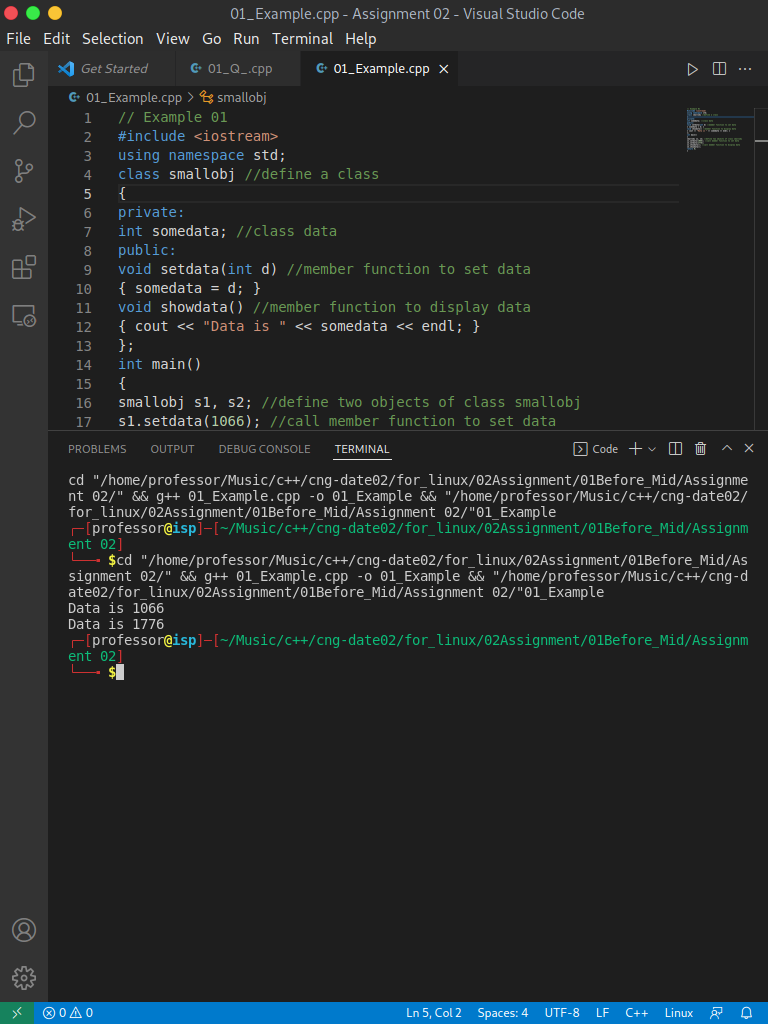 01_Example.cpp - Assignment 02 - Visual Studio Code
File Edit Selection View Go Run Terminal Help
Get Started
01_Q_.cpp
01_Example.cpp
01_Example.cpp > smallobj
1 // Example 01
2 #include <iostream>
3 using namespace std;
4 class smallobj //define a class
5 {
6 private:
7 int somedata; //class data
8 public:
9 void setdata(int d) //member function to set data
10 { somedata = d; }
11 void showdata() //member function to display data
12 { cout << "Data is " << somedata << endl; }
13 };
14 int main()
15 {
16 smallobj s1, s2; //define two objects of class smallobj
17 s1.setdata(1066); //call member function to set data
PROBLEMS OUTPUT DEBUG CONSOLE TERMINAL Code
cd "/home/professor/Music/c++/cng-date02/for_linux/02Assignment/01Before_Mid/Assignme
nt 02/" && g++ 01_Example.cpp -o 01_Example && "/home/professor/Music/c++/cng-date02/
for_linux/02Assignment/01Before_Mid/Assignment 02/"01_Example
┌─[professor@isp]─[~/Music/c++/cng-date02/for_linux/02Assignment/01Before_Mid/Assignm
ent 02]
└──╼ $cd "/home/professor/Music/c++/cng-date02/for_linux/02Assignment/01Before_Mid/As
signment 02/" && g++ 01_Example.cpp -o 01_Example && "/home/professor/Music/c++/cng-d
ate02/for_linux/02Assignment/01Before_Mid/Assignment 02/"01_Example
Data is 1066
Data is 1776
┌─[professor@isp]─[~/Music/c++/cng-date02/for_linux/02Assignment/01Before_Mid/Assignm
ent 02]
└──╼ $
0 0 Ln 5, Col 2 Spaces: 4 UTF-8 LF C++ Linux